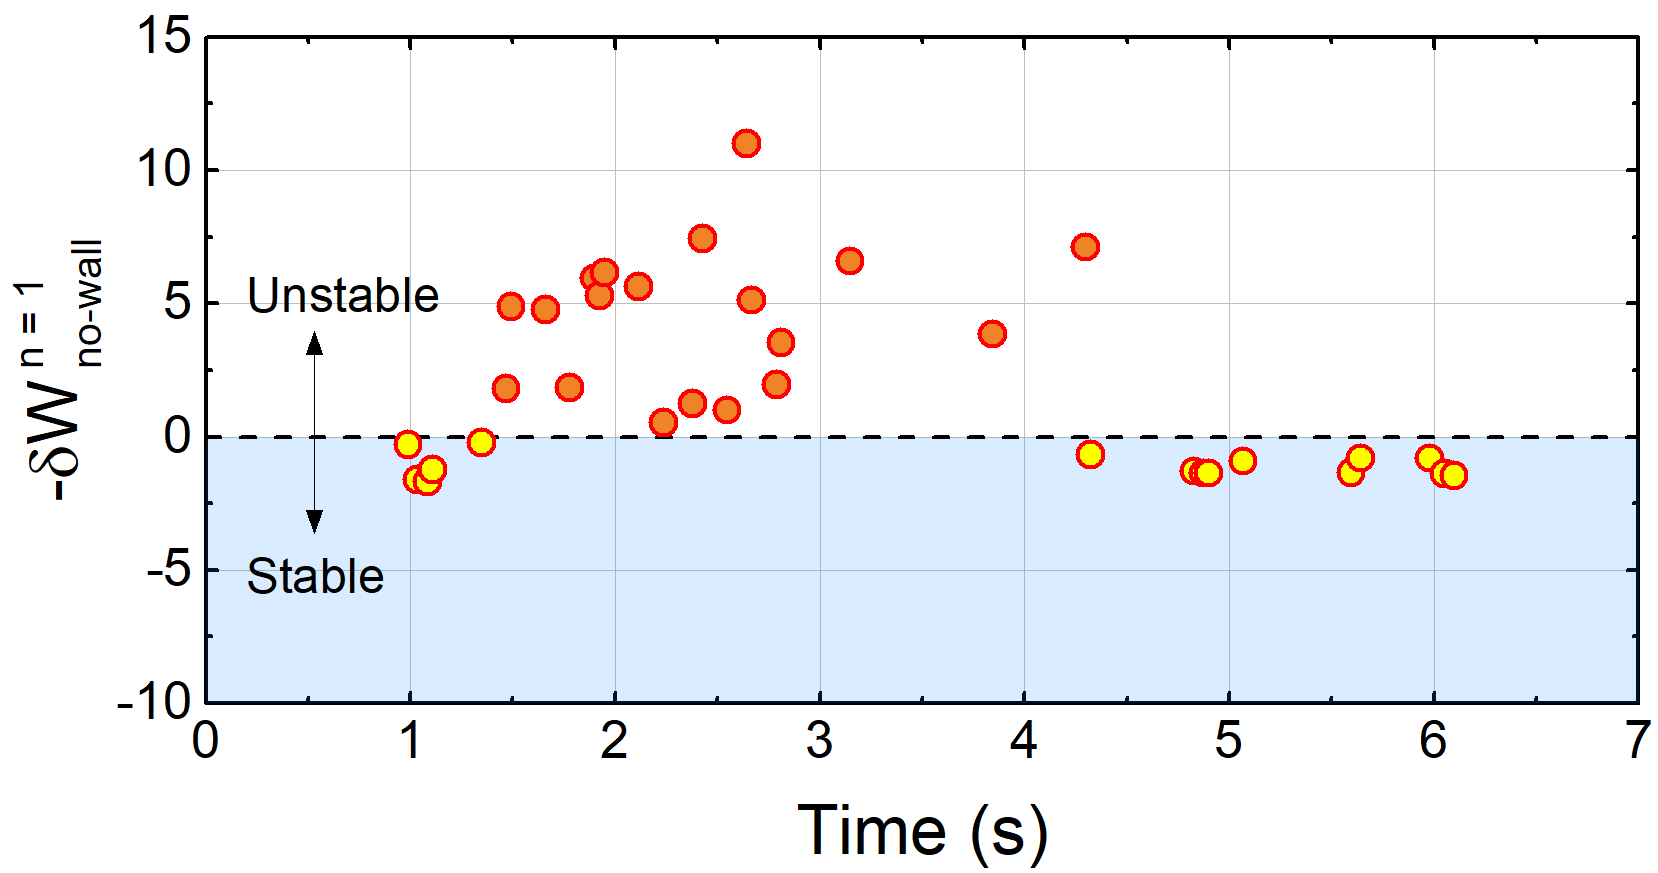 15
10
5
0
-5
-10
-δW n = 1 no-wall
Unstable
Stable
0 1 2 3 4 5 6 7
Time (s)